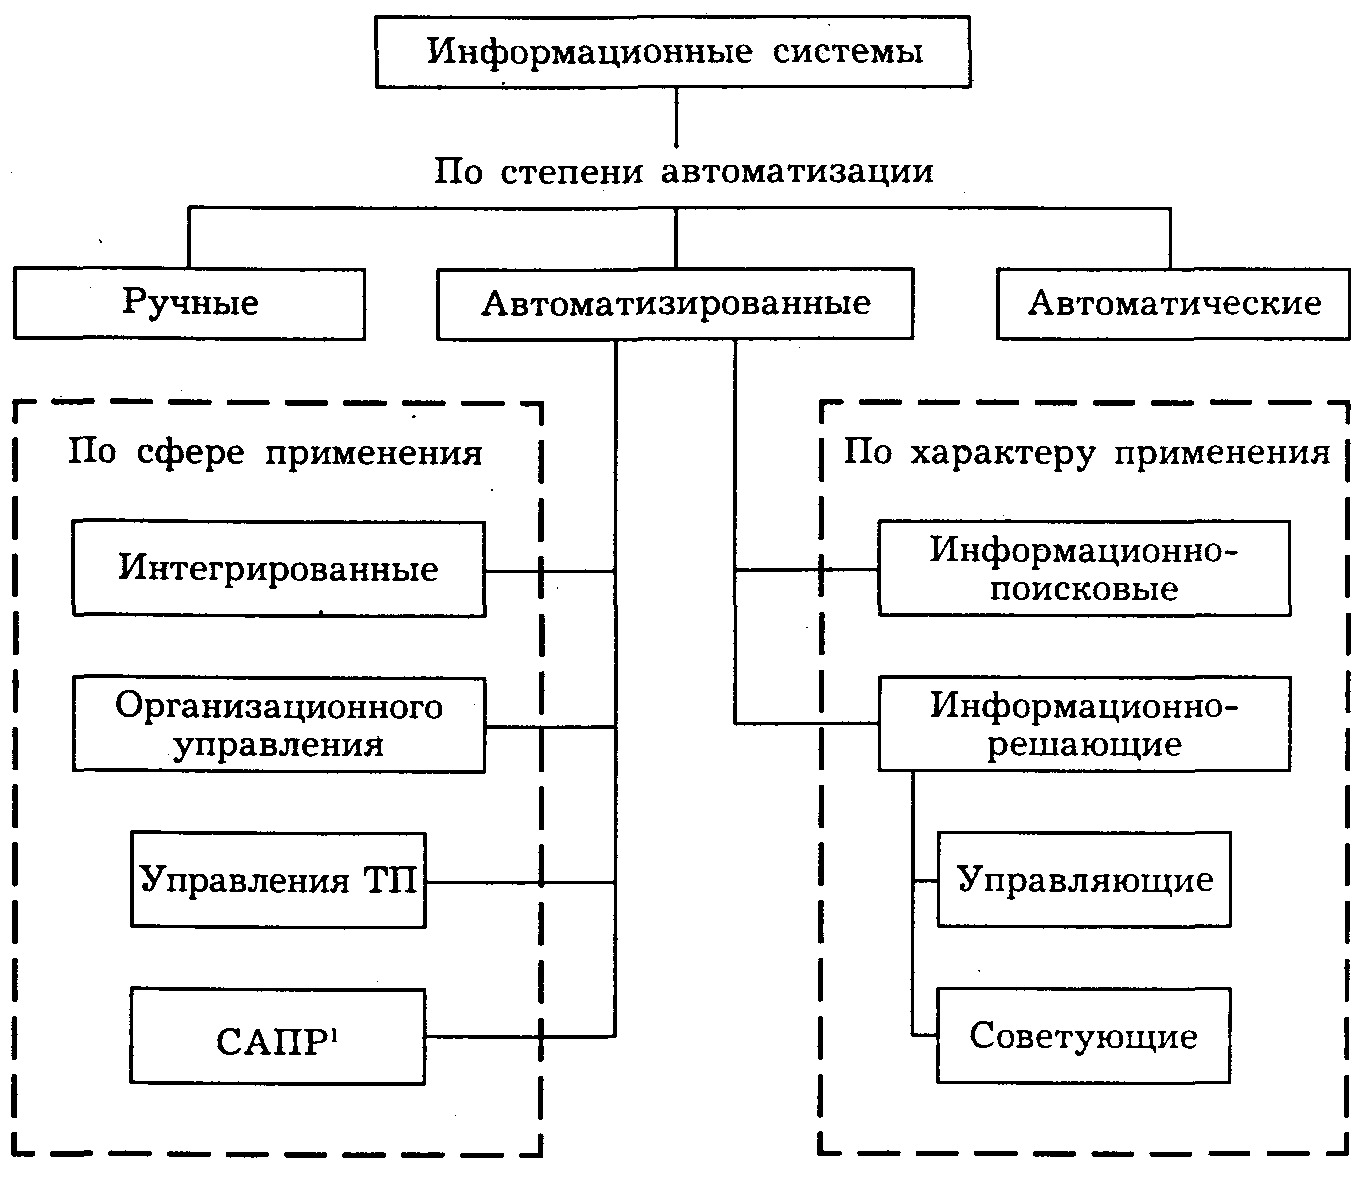 Информационные системы
По степени автоматизации
Ручные
Автоматизированные
Автоматические
По сфере применения
Интегрированные
Организационного
управления
Управления ТП
САПР¹
По характеру применения
Информационно-
поисковые
Информационно-
решающие
Управляющие
Советующие